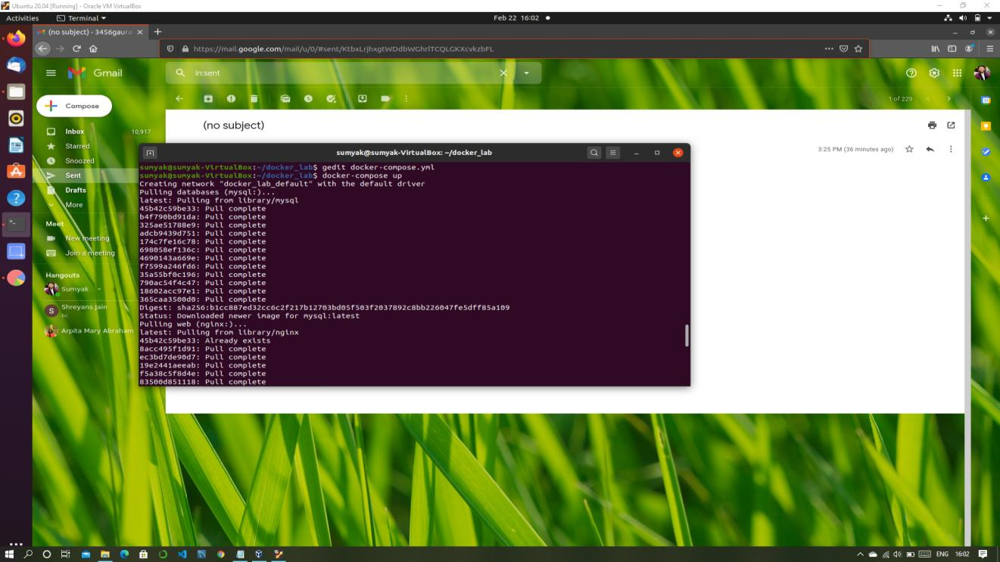 Ubuntu 20.04 [Running] - Oracle VM VirtualBox
Activities
Terminal
Feb 22 16:02
(no subject) - 3456gaura
https://mail.google.com/mail/u/0/#sent/KtbxLrjhxgtWDdbWGhrlTCQLGKXcvkzbFL
Gmail
in:sent
Compose
1 of 229
Inbox 10,917
Starred
Snoozed
Sent
Drafts
More
Meet
New meeting
Join a meeting
Hangouts
Sumyak
S
Shreyans Jain
bc
Arpita Mary Abraham
(no subject)
3:25 PM (36 minutes ago)
sumyak@sumyak-VirtualBox: ~/docker_lab
sumyak@sumyak-VirtualBox:~/docker_lab$ gedit docker-compose.yml
sumyak@sumyak-VirtualBox:~/docker_lab$ docker-compose up
Creating network "docker_lab_default" with the default driver
Pulling databases (mysql:)...
latest: Pulling from library/mysql
45b42c59be33: Pull complete
b4f790bd91da: Pull complete
325ae51788e9: Pull complete
adcb9439d751: Pull complete
174c7fe16c78: Pull complete
698058ef136c: Pull complete
4690143a669e: Pull complete
f7599a246fd6: Pull complete
35a55bf0c196: Pull complete
790ac54f4c47: Pull complete
18602acc97e1: Pull complete
365caa3500d0: Pull complete
Digest: sha256:b1cc887ed32cc6c2f217b12703bd05f503f2037892c8bb226047fe5dff85a109
Status: Downloaded newer image for mysql:latest
Pulling web (nginx:)...
latest: Pulling from library/nginx
45b42c59be33: Already exists
8acc495f1d91: Pull complete
ec3bd7de90d7: Pull complete
19e2441aeeab: Pull complete
f5a38c5f8d4e: Pull complete
83500d851118: Pull complete
ENG 16:02